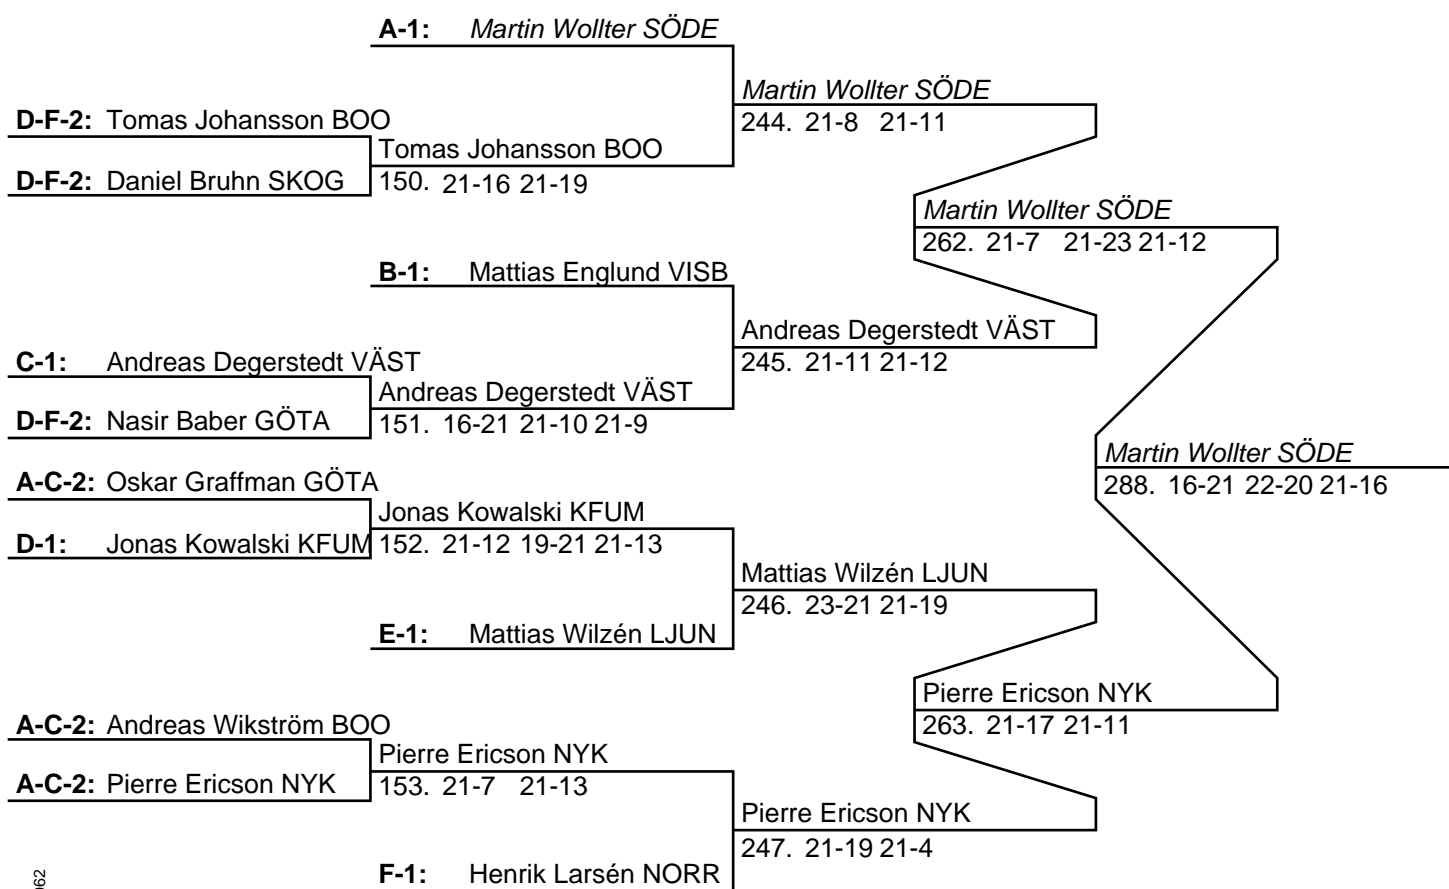 A-1: Martin Wollter SÖDE
Martin Wollter SÖDE
D-F-2: Tomas Johansson BOO
244. 21-8 21-11
Tomas Johansson BOO
D-F-2: Daniel Bruhn SKOG
150. 21-16 21-19
Martin Wollter SÖDE
262. 21-7 21-23 21-12
B-1: Mattias Englund VISB
Andreas Degerstedt VÄST
C-1: Andreas Degerstedt VÄST
245. 21-11 21-12
Andreas Degerstedt VÄST
D-F-2: Nasir Baber GÖTA
151. 16-21 21-10 21-9
Martin Wollter SÖDE
A-C-2: Oskar Graffman GÖTA
288. 16-21 22-20 21-16
Jonas Kowalski KFUM
D-1: Jonas Kowalski KFUM
152. 21-12 19-21 21-13
Mattias Wilzén LJUN
246. 23-21 21-19
E-1: Mattias Wilzén LJUN
Pierre Ericson NYK
A-C-2: Andreas Wikström BOO
263. 21-17 21-11
Pierre Ericson NYK
A-C-2: Pierre Ericson NYK
153. 21-7 21-13
Pierre Ericson NYK
247. 21-19 21-4
F-1: Henrik Larsén NORR